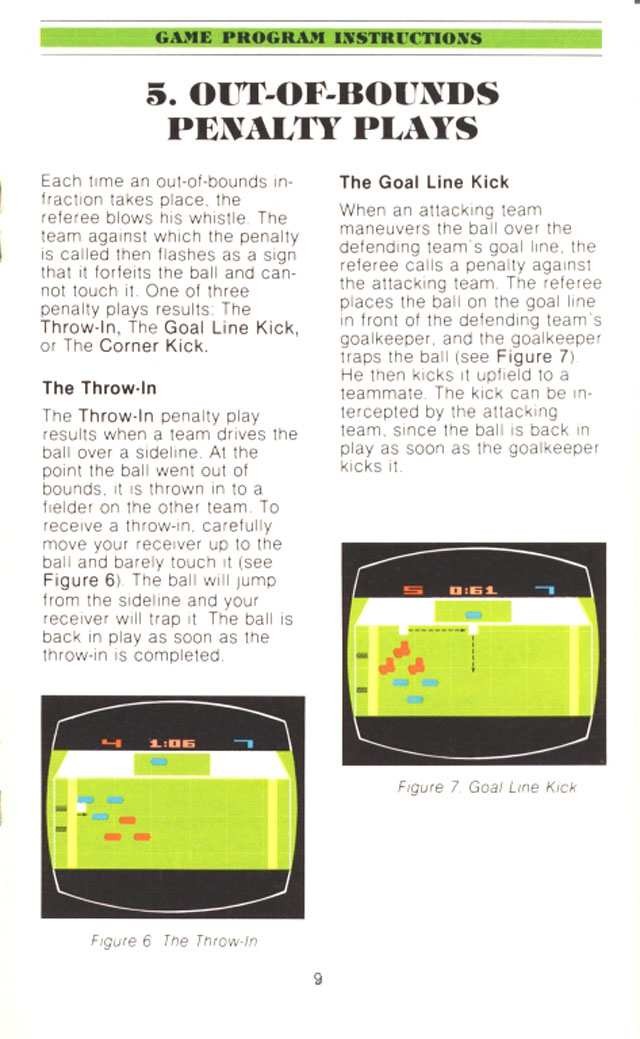 GAME PROGRAM INSTRUCTIONS
5. OUT-OF-BOUNDS
PENALTY PLAYS
Each time an out-of-bounds in-
fraction takes place, the
referee blows his whistle. The
team against which the penalty
is called then flashes as a sign
that it forfeits the ball and can-
not touch it. One of three
penalty plays results: The
Throw-In, The Goal Line Kick,
or The Corner Kick.
The Throw-In
The Throw-In penalty play
results when a team drives the
ball over a sideline. At the
point the ball went out of
bounds, it is thrown in to a
fielder on the other team. To
receive a throw-in, carefully
move your receiver up to the
ball and barely touch it (see
Figure 6). The ball will jump
from the sideline and your
receiver will trap it. The ball is
back in play as soon as the
throw-in is completed.
4 1:06 7
Figure 6 The Throw-In
The Goal Line Kick
When an attacking team
maneuvers the ball over the
defending team's goal line, the
referee calls a penalty against
the attacking team. The referee
places the ball on the goal line
in front of the defending team's
goalkeeper, and the goalkeeper
traps the ball (see Figure 7).
He then kicks it upfield to a
teammate. The kick can be in-
tercepted by the attacking
team, since the ball is back in
play as soon as the goalkeeper
kicks it.
5 0:61 7
Figure 7. Goal Line Kick
9